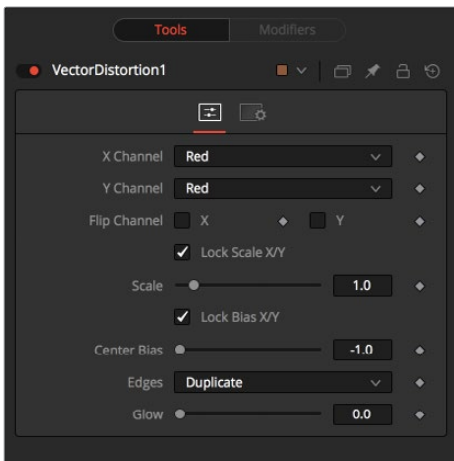 Tools Modifiers
VectorDistortion1
X Channel Red
Y Channel Red
Flip Channel X Y
Lock Scale X/Y
Scale 1.0
Lock Bias X/Y
Center Bias -1.0
Edges Duplicate
Glow 0.0